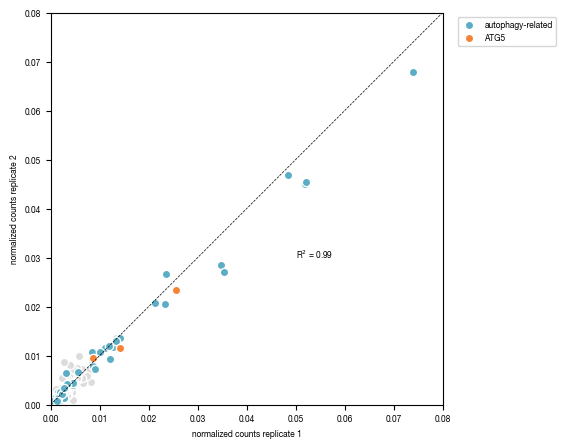 0.08
0.07
0.06
0.05
0.04
0.03
0.02
0.01
0.00
0.00 0.01 0.02 0.03 0.04 0.05 0.06 0.07 0.08
normalized counts replicate 2
normalized counts replicate 1
R² = 0.99
autophagy-related
ATG5